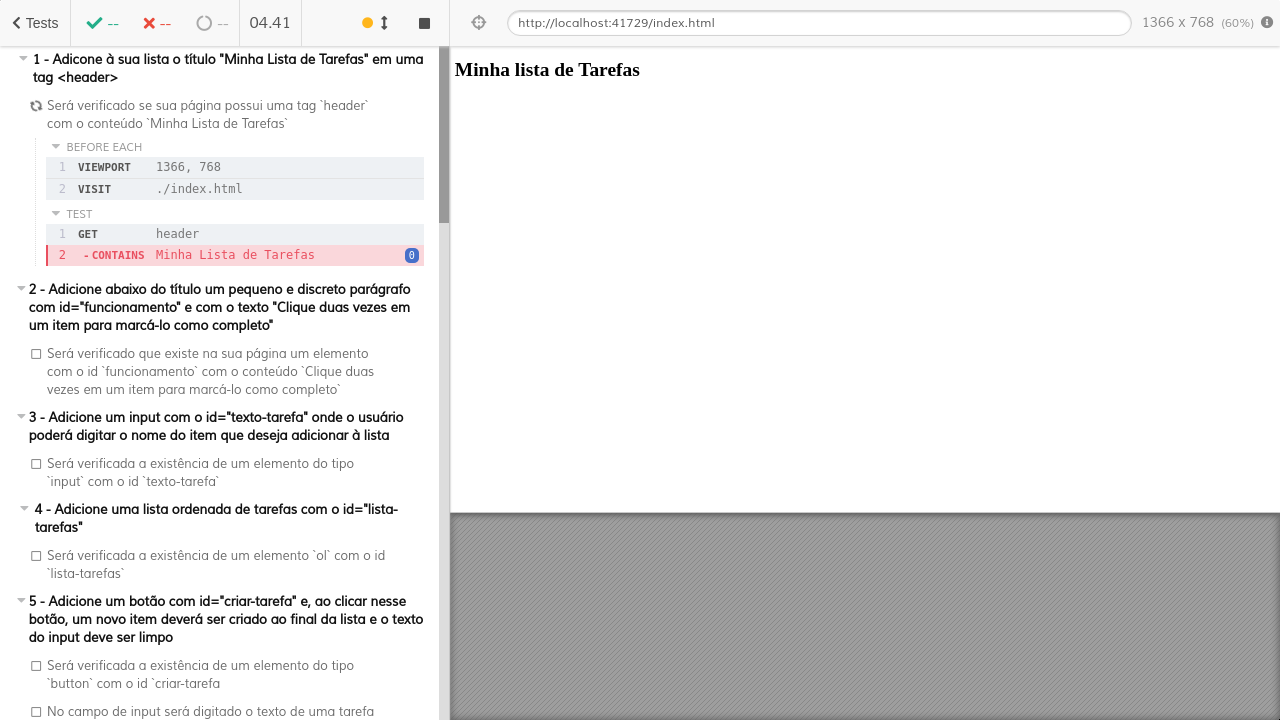 Tests
--
--
--
04.41
http://localhost:41729/index.html
1366 x 768 (60%)
1 - Adicone à sua lista o título "Minha Lista de Tarefas" em uma
tag <header>
Será verificado se sua página possui uma tag `header`
com o conteúdo `Minha Lista de Tarefas`
BEFORE EACH
1 VIEWPORT 1366, 768
2 VISIT ./index.html
TEST
1 GET header
2 - CONTAINS Minha Lista de Tarefas 0
2 - Adicione abaixo do título um pequeno e discreto parágrafo
com id="funcionamento" e com o texto "Clique duas vezes em
um item para marcá-lo como completo"
Será verificado que existe na sua página um elemento
com o id `funcionamento` com o conteúdo `Clique duas
vezes em um item para marcá-lo como completo`
3 - Adicione um input com o id="texto-tarefa" onde o usuário
poderá digitar o nome do item que deseja adicionar à lista
Será verificada a existência de um elemento do tipo
`input` com o id `texto-tarefa`
4 - Adicione uma lista ordenada de tarefas com o id="lista-
tarefas"
Será verificada a existência de um elemento `ol` com o id
`lista-tarefas`
5 - Adicione um botão com id="criar-tarefa" e, ao clicar nesse
botão, um novo item deverá ser criado ao final da lista e o texto
do input deve ser limpo
Será verificada a existência de um elemento do tipo
`button` com o id `criar-tarefa
No campo de input será digitado o texto de uma tarefa
Minha lista de Tarefas